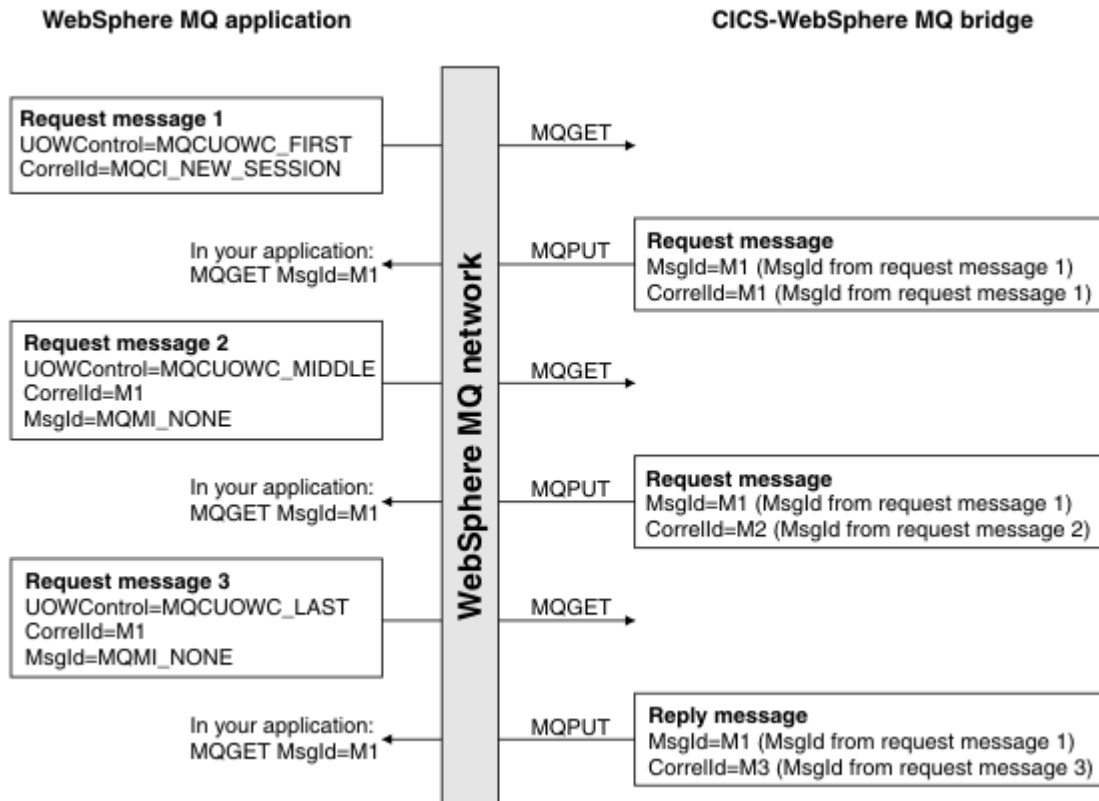 WebSphere MQ application
CICS-WebSphere MQ bridge
WebSphere MQ network
Request message 1
UOWControl=MQCUOWC_FIRST
CorrelId=MQCI_NEW_SESSION
MQGET
In your application:
MQGET MsgId=M1
MQPUT
Request message
MsgId=M1 (MsgId from request message 1)
CorrelId=M1 (MsgId from request message 1)
Request message 2
UOWControl=MQCUOWC_MIDDLE
CorrelId=M1
MsgId=MQMI_NONE
MQGET
In your application:
MQGET MsgId=M1
MQPUT
Request message
MsgId=M1 (MsgId from request message 1)
CorrelId=M2 (MsgId from request message 2)
Request message 3
UOWControl=MQCUOWC_LAST
CorrelId=M1
MsgId=MQMI_NONE
MQGET
In your application:
MQGET MsgId=M1
MQPUT
Reply message
MsgId=M1 (MsgId from request message 1)
CorrelId=M3 (MsgId from request message 3)